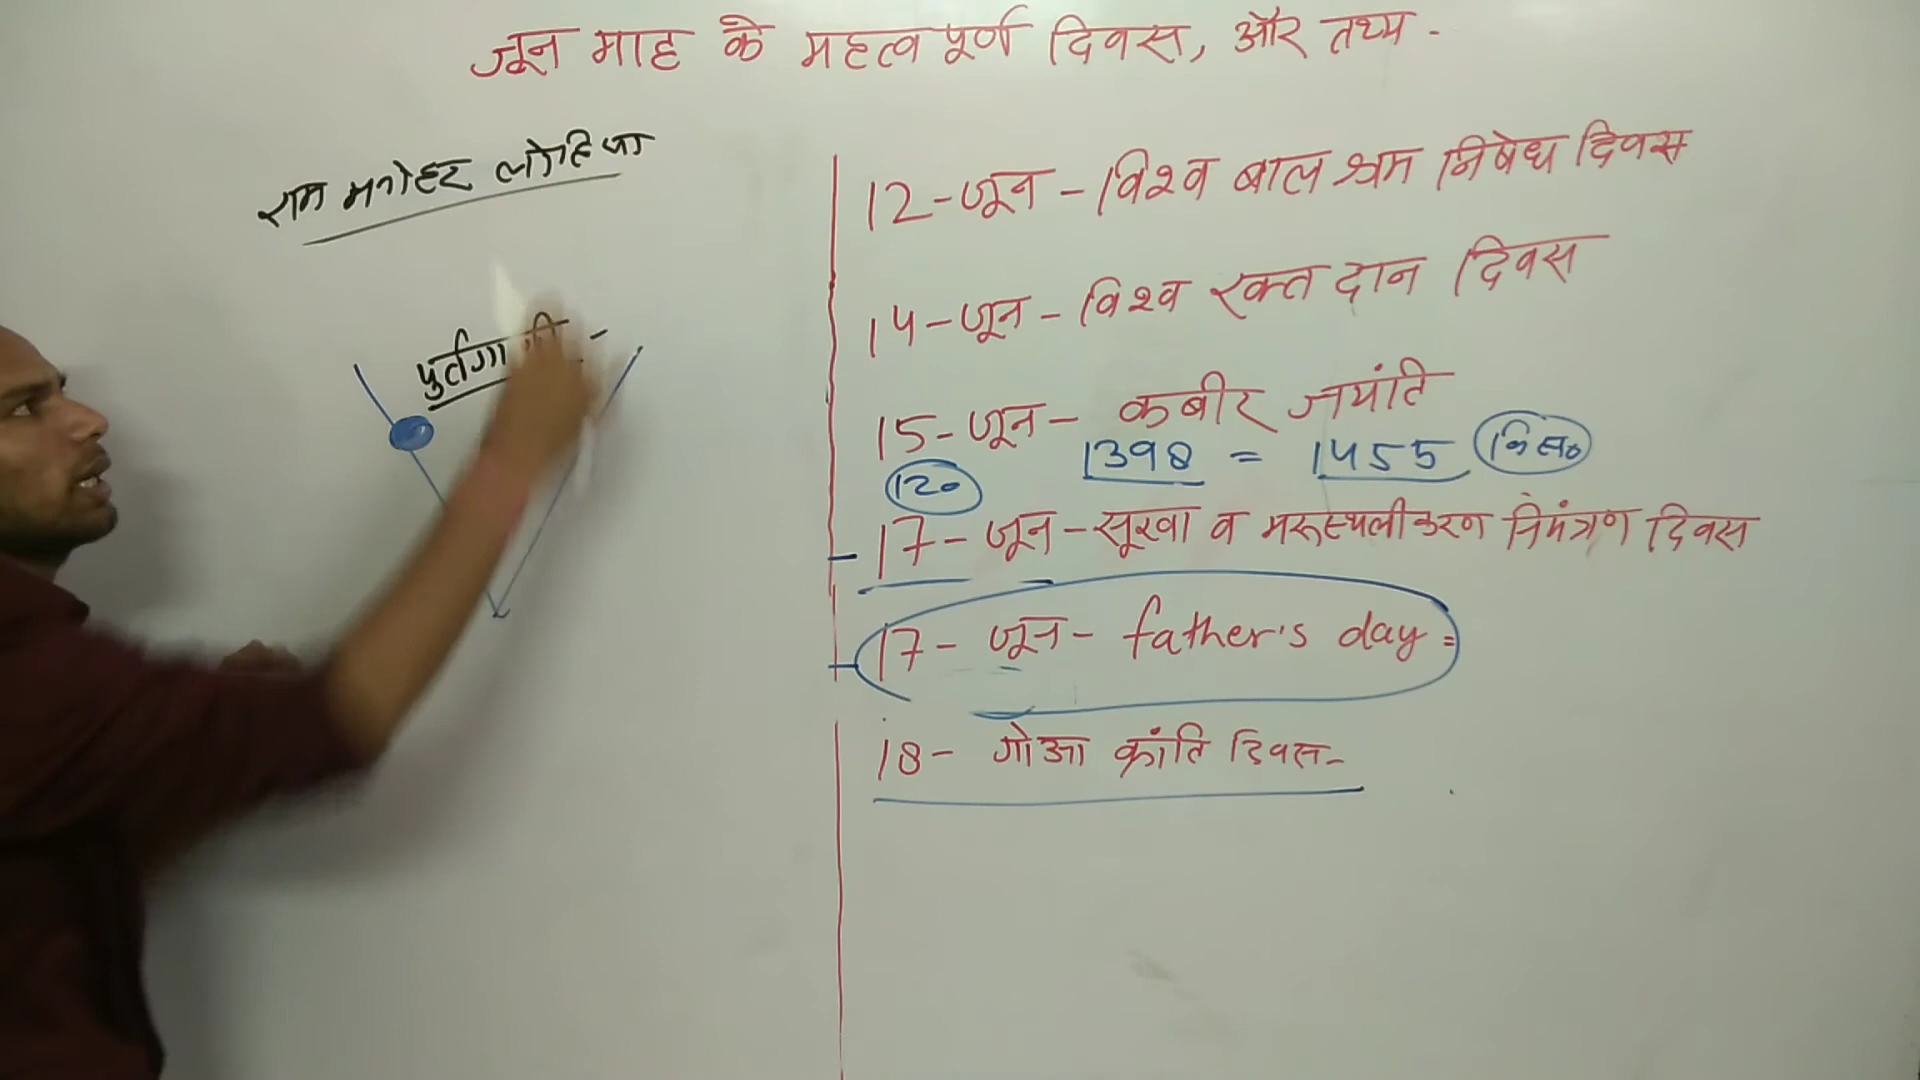 जून माह के महत्वपूर्ण दिवस, और तथ्य -
राम मनोहर लोहिया
पुर्तगाली -
12-जून - विश्व बाल श्रम निषेध दिवस
14-जून - विश्व रक्त दान दिवस
15-जून - कबीर जयंति
120 1398 = 1455
17- जून - सूखा व मरूस्थलीकरण नियंत्रण दिवस
17- जून - father's day =
18- गोआ क्रांति दिवस -